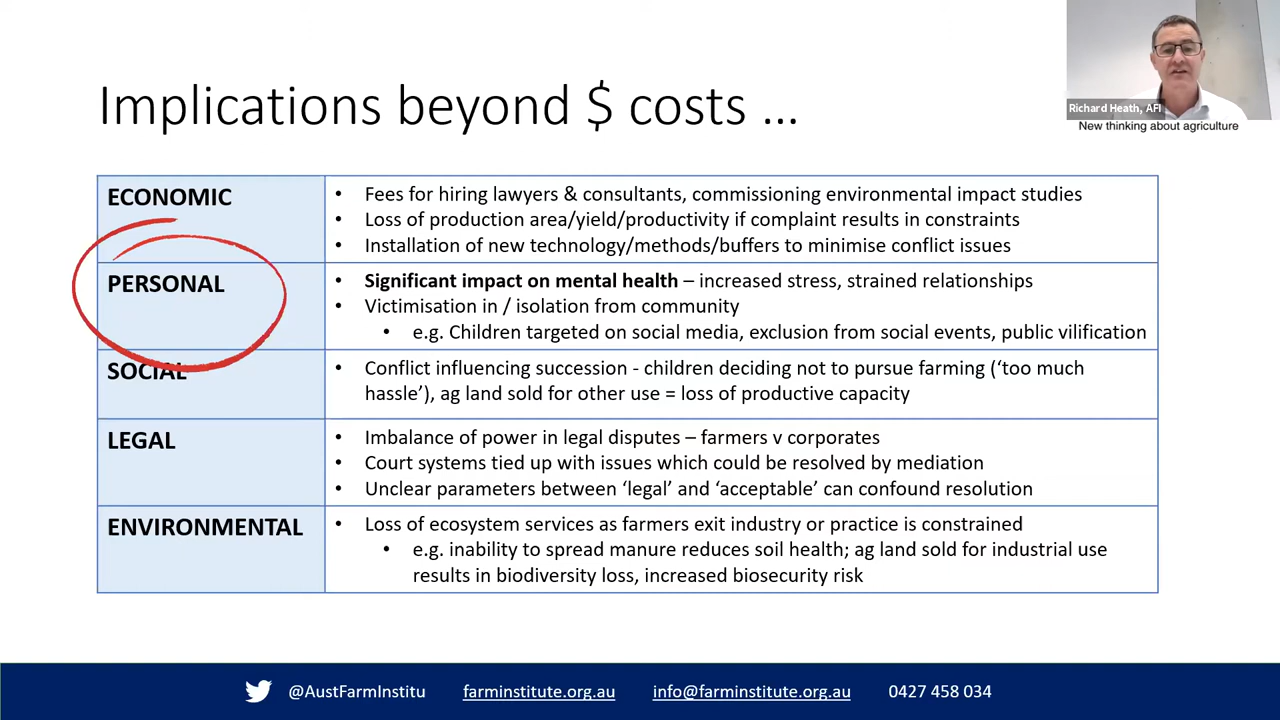 Implications beyond $ costs ...
Richard Heath, AFI
New thinking about agriculture
ECONOMIC
• Fees for hiring lawyers & consultants, commissioning environmental impact studies
• Loss of production area/yield/productivity if complaint results in constraints
• Installation of new technology/methods/buffers to minimise conflict issues
PERSONAL
• Significant impact on mental health – increased stress, strained relationships
• Victimisation in / isolation from community
• e.g. Children targeted on social media, exclusion from social events, public vilification
SOCIAL
• Conflict influencing succession - children deciding not to pursue farming (‘too much
hassle’), ag land sold for other use = loss of productive capacity
LEGAL
• Imbalance of power in legal disputes – farmers v corporates
• Court systems tied up with issues which could be resolved by mediation
• Unclear parameters between ‘legal’ and ‘acceptable’ can confound resolution
ENVIRONMENTAL
• Loss of ecosystem services as farmers exit industry or practice is constrained
• e.g. inability to spread manure reduces soil health; ag land sold for industrial use
results in biodiversity loss, increased biosecurity risk
@AustFarmInstitu farminstitute.org.au info@farminstitute.org.au 0427 458 034